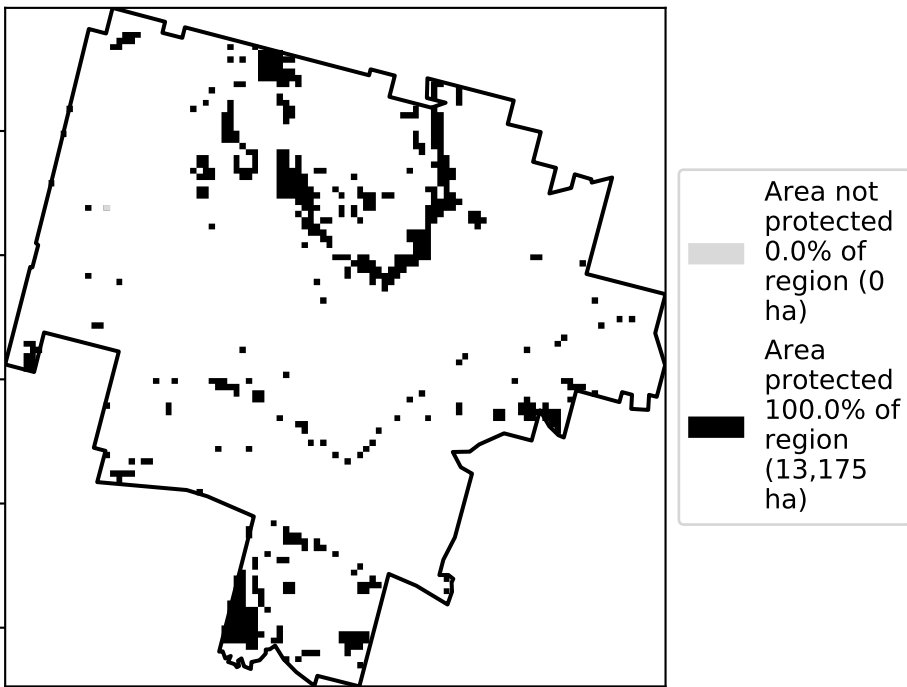 Area not
protected
0.0% of
region (0
ha)
Area
protected
100.0% of
region
(13,175
ha)